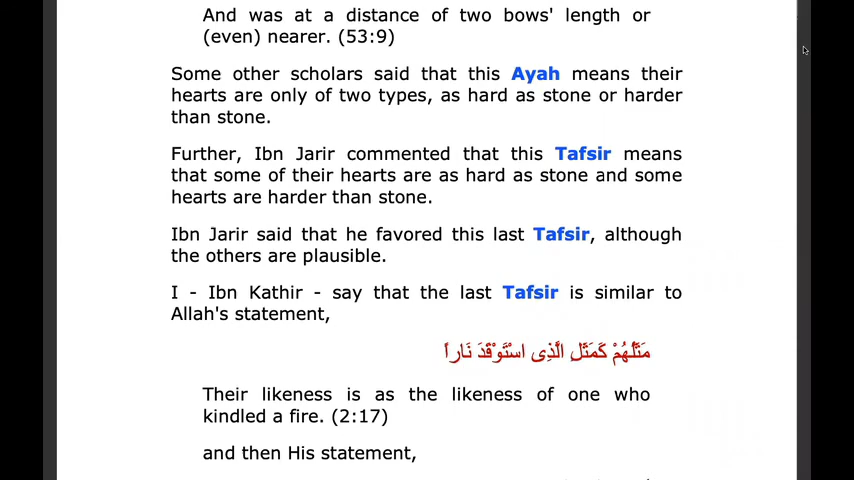 And was at a distance of two bows' length or
(even) nearer. (53:9)
Some other scholars said that this Ayah means their
hearts are only of two types, as hard as stone or harder
than stone.
Further, Ibn Jarir commented that this Tafsir means
that some of their hearts are as hard as stone and some
hearts are harder than stone.
Ibn Jarir said that he favored this last Tafsir, although
the others are plausible.
I - Ibn Kathir - say that the last Tafsir is similar to
Allah's statement,
مَثَلُهُمْ كَمَثَلِ الَّذِى اسْتَوْقَدَ نَاراً
Their likeness is as the likeness of one who
kindled a fire. (2:17)
and then His statement,